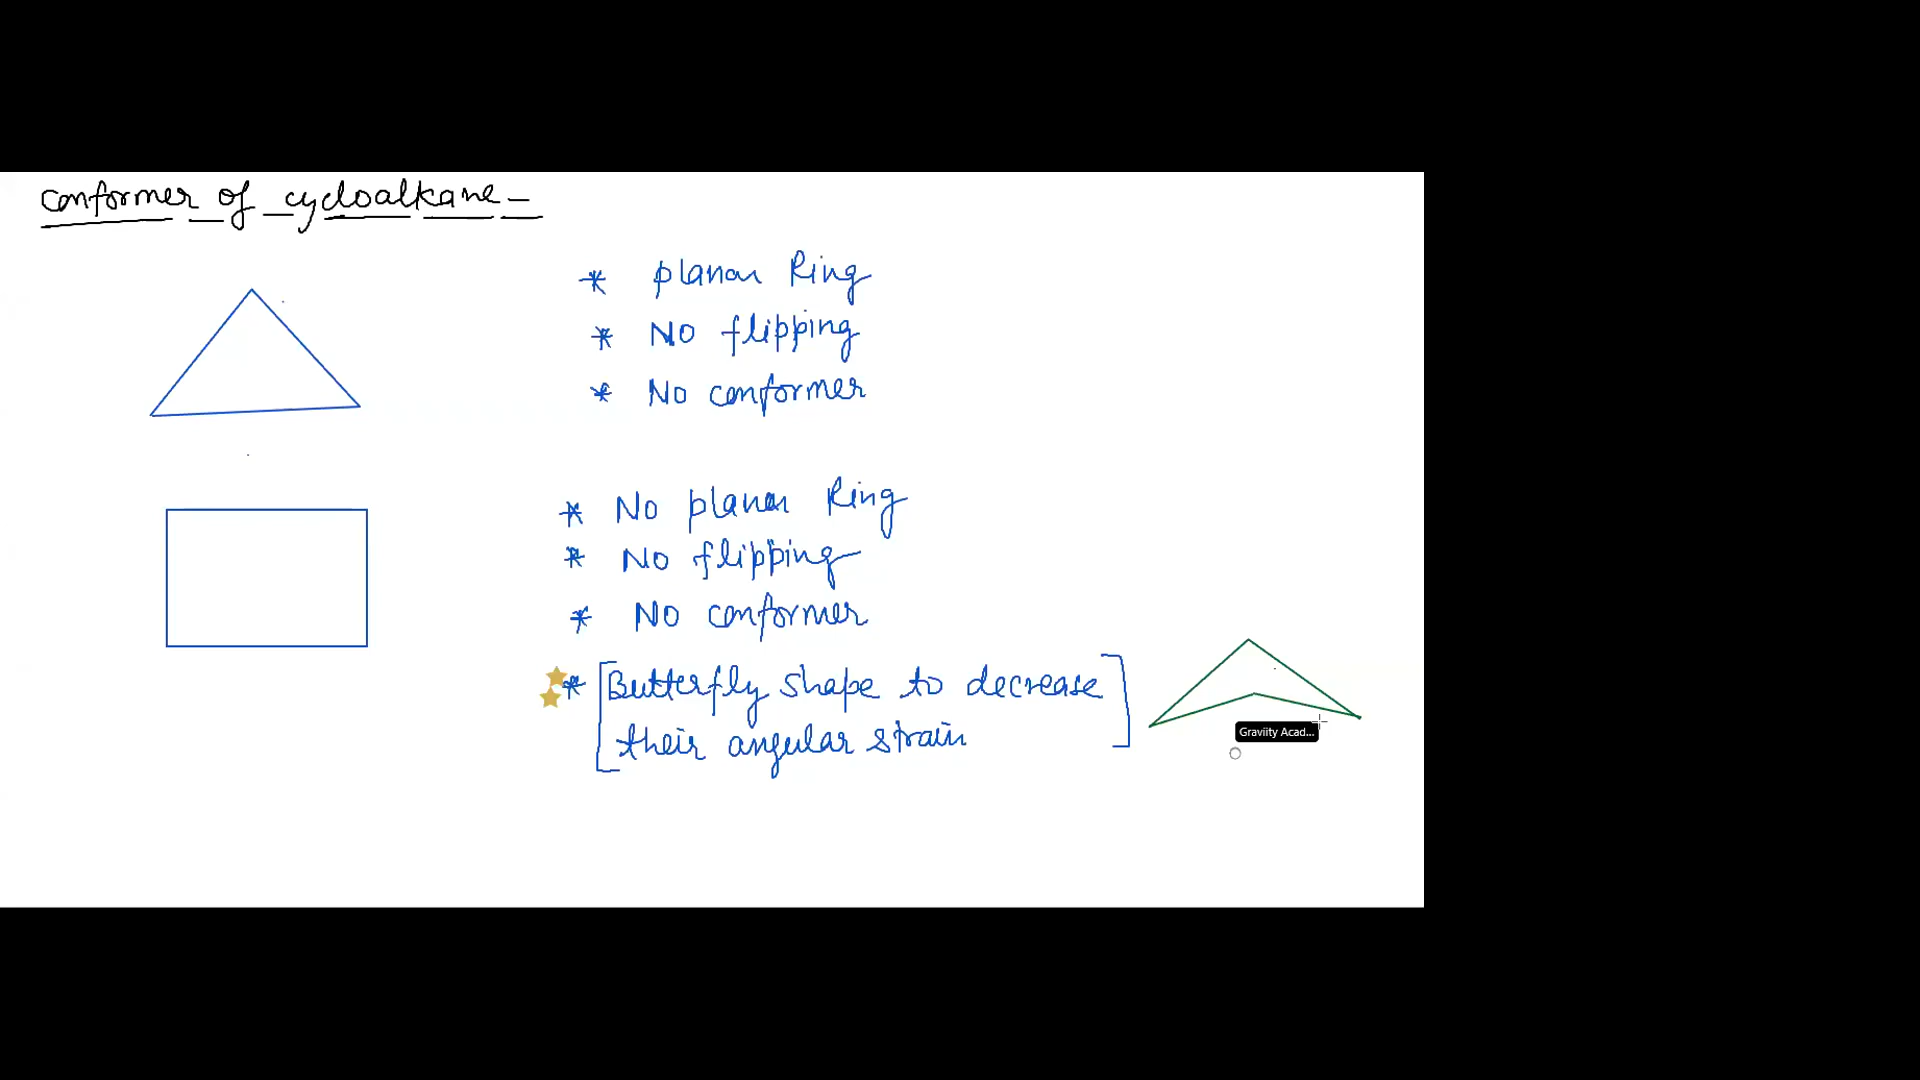 conformer of cycloalkane -
* planar Ring
* No flipping
* No conformer
* No planar Ring
* No flipping
* No conformer
* [Butterfly shape to decrease
their angular strain]
Graviity Acad...